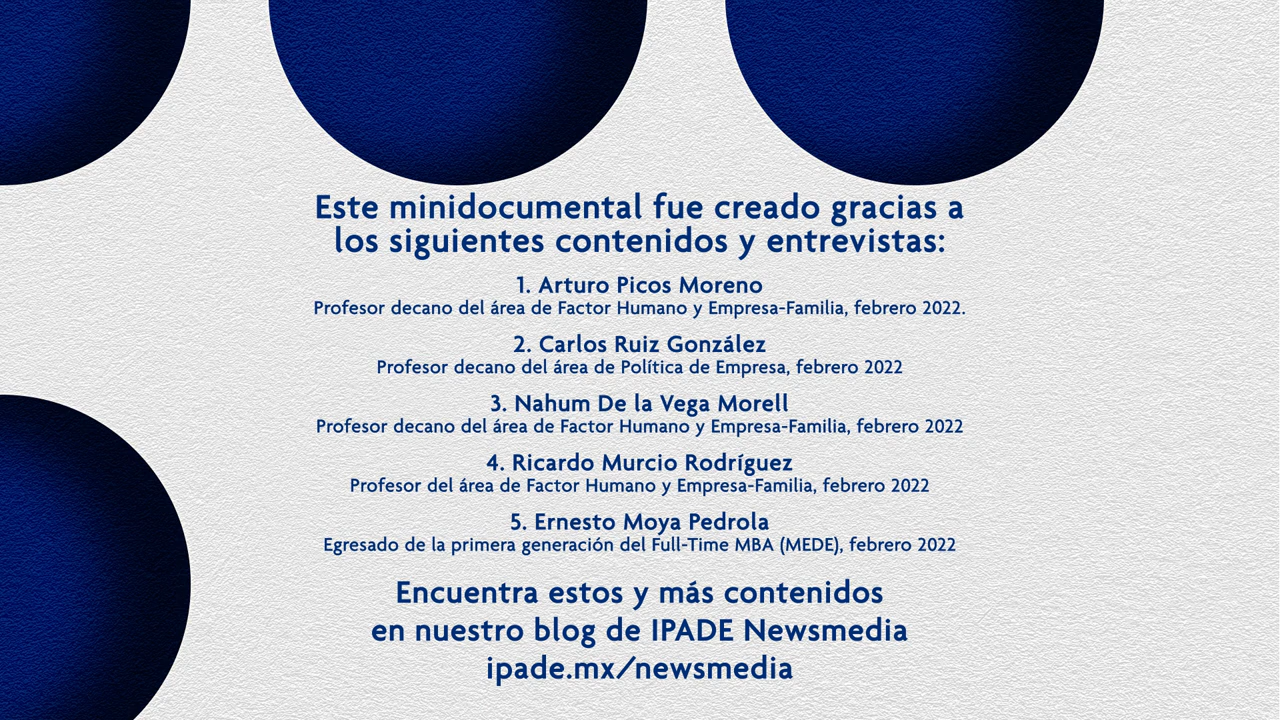 Este minidocumental fue creado gracias a
los siguientes contenidos y entrevistas:
1. Arturo Picos Moreno
Profesor decano del área de Factor Humano y Empresa-Familia, febrero 2022.
2. Carlos Ruiz González
Profesor decano del área de Política de Empresa, febrero 2022
3. Nahum De la Vega Morell
Profesor decano del área de Factor Humano y Empresa-Familia, febrero 2022
4. Ricardo Murcio Rodríguez
Profesor del área de Factor Humano y Empresa-Familia, febrero 2022
5. Ernesto Moya Pedrola
Egresado de la primera generación del Full-Time MBA (MEDE), febrero 2022
Encuentra estos y más contenidos
en nuestro blog de IPADE Newsmedia
ipade.mx/newsmedia